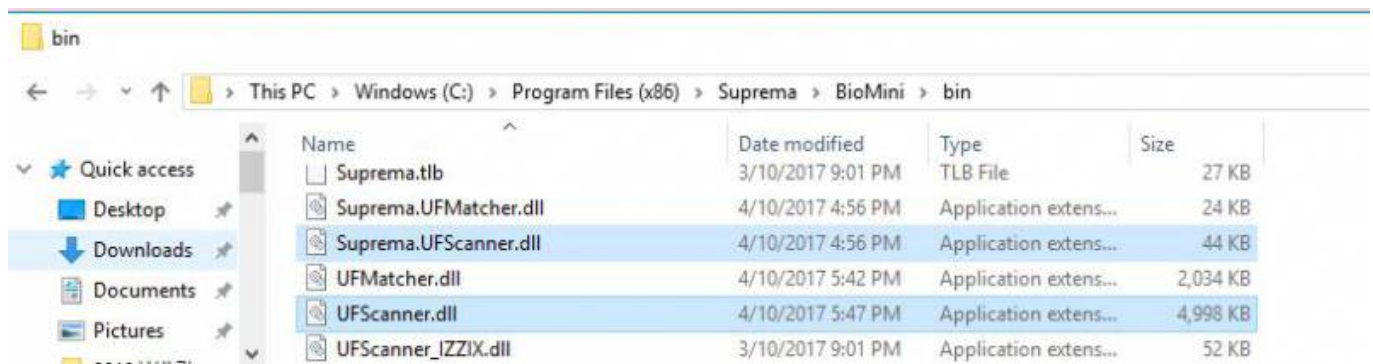 bin
This PC > Windows (C:) > Program Files (x86) > Suprema > BioMini > bin
Name Date modified Type Size
Quick access
Suprema.tlb 3/10/2017 9:01 PM TLB File 27 KB
Desktop Suprema.UFMatcher.dll 4/10/2017 4:56 PM Application extens... 24 KB
Downloads Suprema.UFScanner.dll 4/10/2017 4:56 PM Application extens... 44 KB
Documents UFMatcher.dll 4/10/2017 5:42 PM Application extens... 2,034 KB
Pictures UFScanner.dll 4/10/2017 5:47 PM Application extens... 4,998 KB
UFScanner_IZZIX.dll 3/10/2017 9:01 PM Application extens... 52 KB